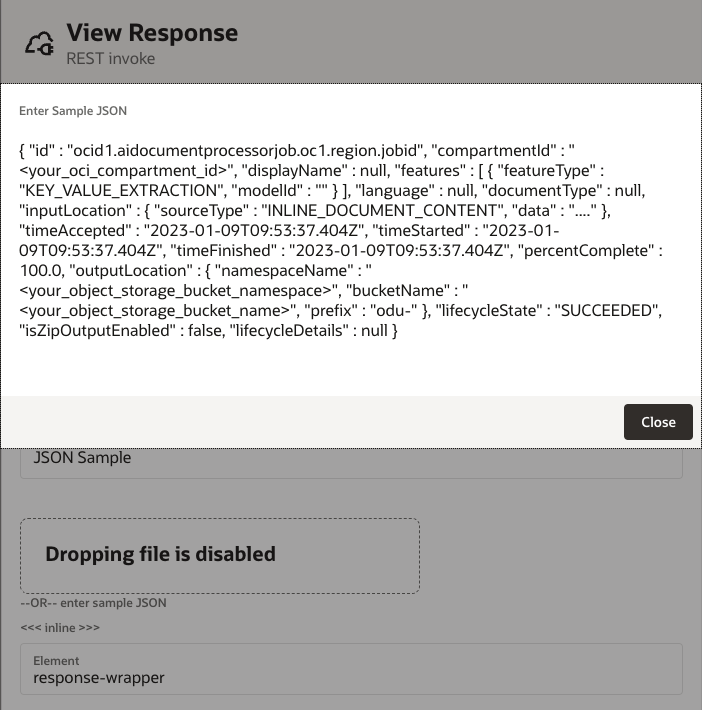 View Response
REST invoke
Enter Sample JSON
{ "id" : "ocid1.aidocumentprocessorjob.oc1.region.jobid", "compartmentId" : "
<your_oci_compartment_id>", "displayName" : null, "features" : [ { "featureType" :
"KEY_VALUE_EXTRACTION", "modelId" : "" } ], "language" : null, "documentType" : null,
"inputLocation" : { "sourceType" : "INLINE_DOCUMENT_CONTENT", "data" : "...." },
"timeAccepted" : "2023-01-09T09:53:37.404Z", "timeStarted" : "2023-01-
09T09:53:37.404Z", "timeFinished" : "2023-01-09T09:53:37.404Z", "percentComplete" :
100.0, "outputLocation" : { "namespaceName" : "
<your_object_storage_bucket_namespace>", "bucketName" : "
<your_object_storage_bucket_name>", "prefix" : "odu-" }, "lifecycleState" : "SUCCEEDED",
"isZipOutputEnabled" : false, "lifecycleDetails" : null }
Close
JSON Sample
Dropping file is disabled
--OR-- enter sample JSON
<<< inline >>>
Element
response-wrapper